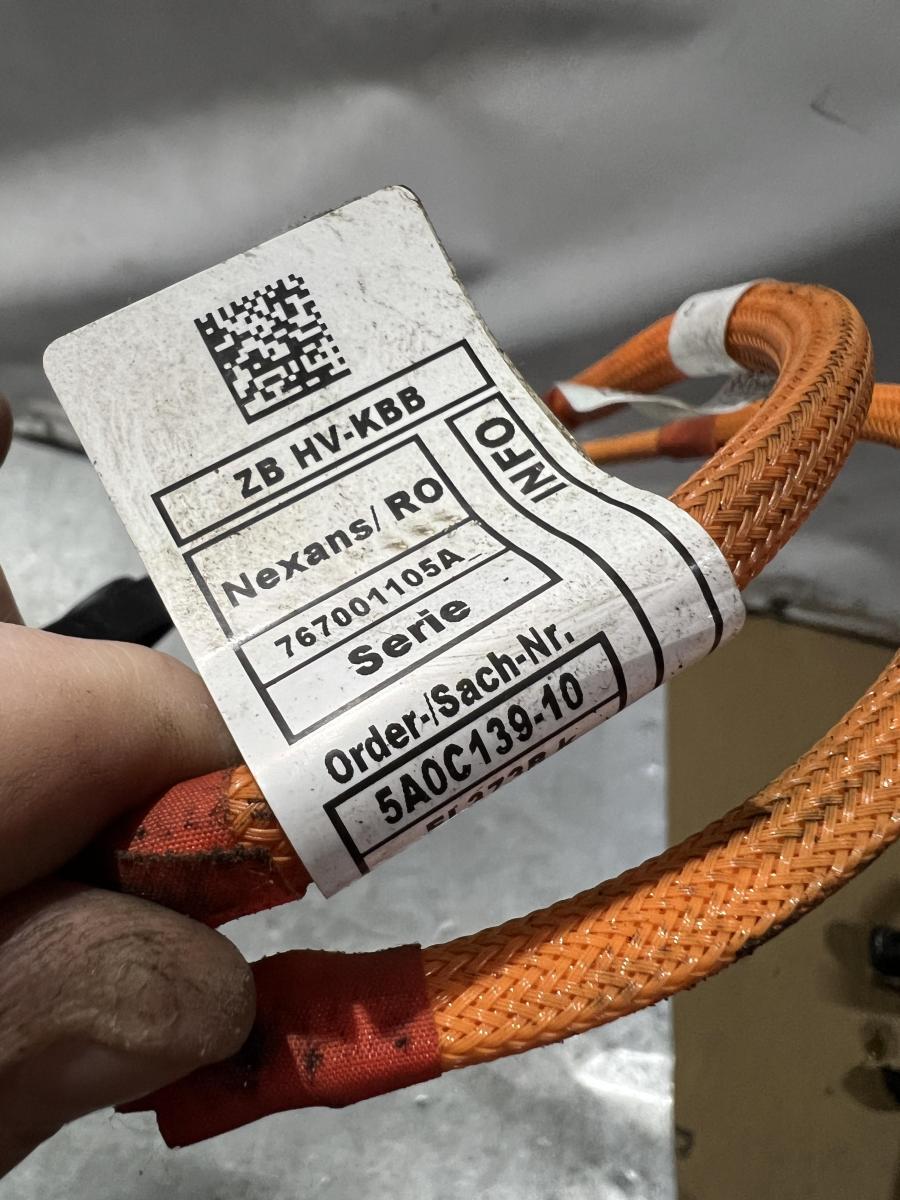 ZB HV-KBB
INFO
Nexans/ RO
767001105A_
Serie
Order-/Sach-Nr.
5A0C139-10